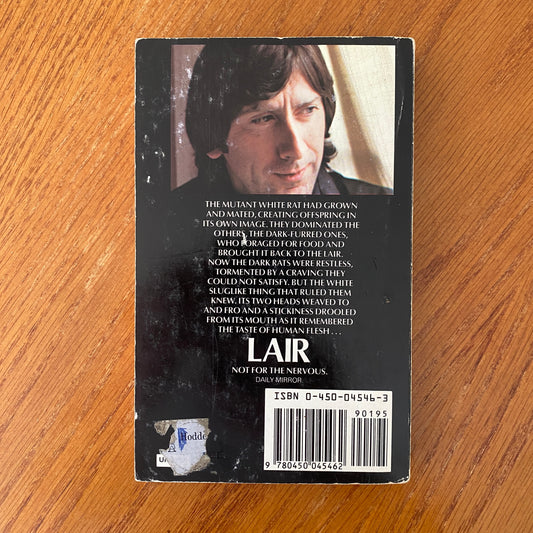 THE MUTANT WHITE RAT HAD GROWN
AND MATED, CREATING OFFSPRING IN
ITS OWN IMAGE. THEY DOMINATED THE
OTHERS, THE DARK-FURRED ONES,
WHO FORAGED FOR FOOD AND
BROUGHT IT BACK TO THE LAIR.
NOW THE DARK RATS WERE RESTLESS,
TORMENTED BY A CRAVING THEY
COULD NOT SATISFY. BUT THE WHITE
SLUGLIKE THING THAT RULED THEM
KNEW. ITS TWO HEADS WEAVED TO
AND FRO AND A STICKINESS DROOLED
FROM ITS MOUTH AS IT REMEMBERED
THE TASTE OF HUMAN FLESH . . .
LAIR
NOT FOR THE NERVOUS.
DAILY MIRROR
ISBN 0-450-04546-3
90195
9 780450 045462
A Hodde